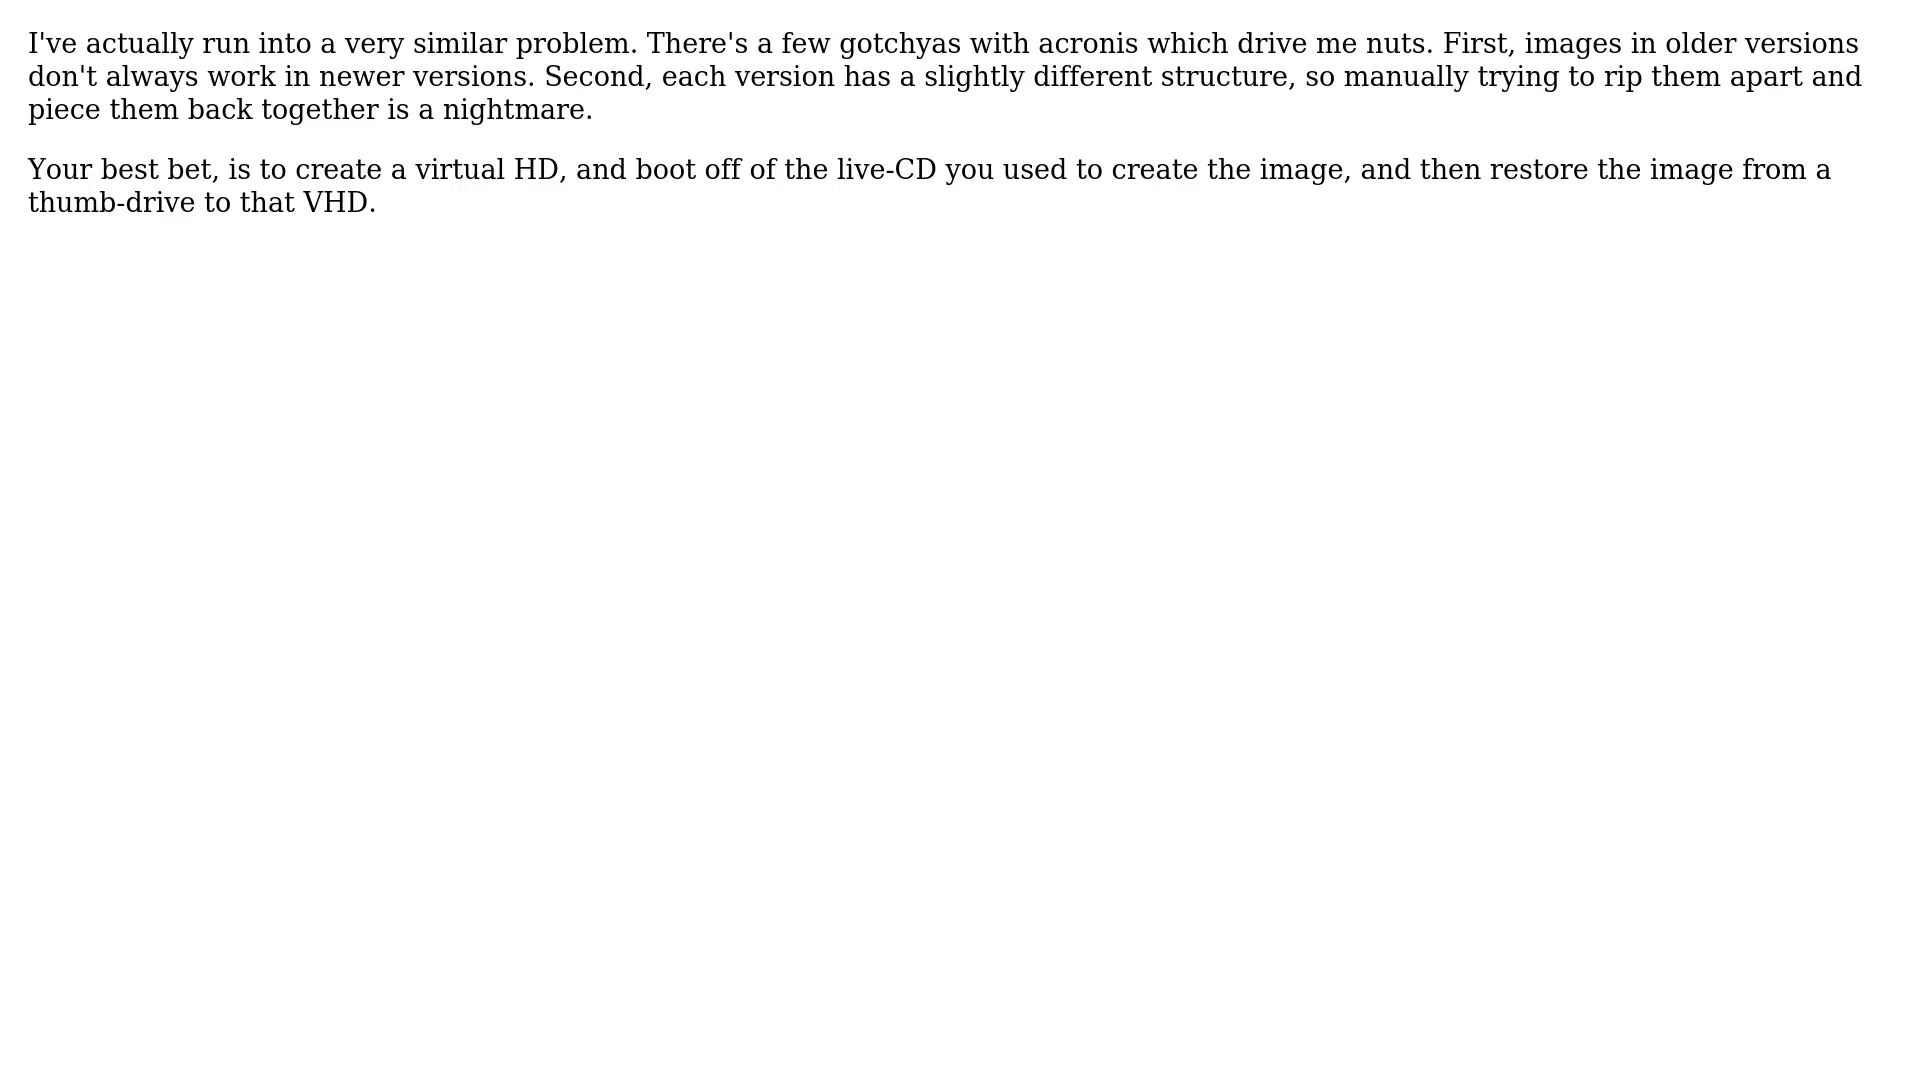 I've actually run into a very similar problem. There's a few gotchyas with acronis which drive me nuts. First, images in older versions
don't always work in newer versions. Second, each version has a slightly different structure, so manually trying to rip them apart and
piece them back together is a nightmare.
Your best bet, is to create a virtual HD, and boot off of the live-CD you used to create the image, and then restore the image from a
thumb-drive to that VHD.